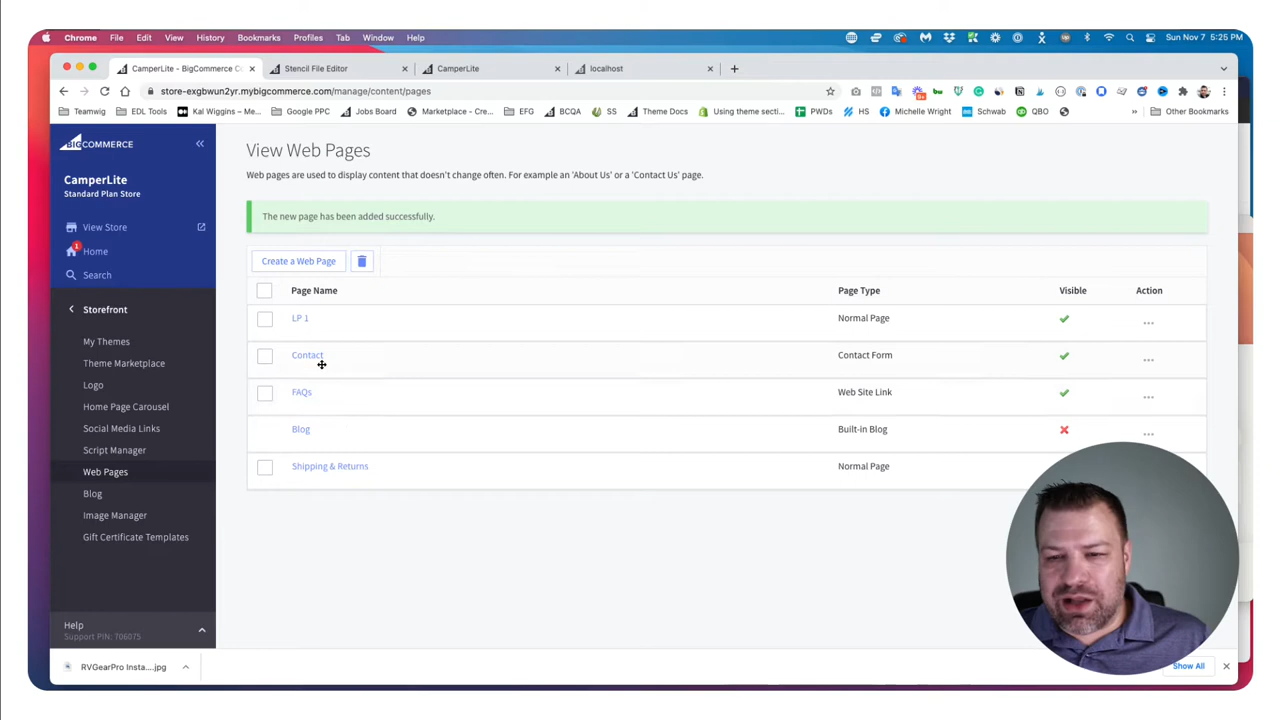 Chrome File Edit View History Bookmarks Profiles Tab Window Help Sun Nov 7 5:25 PM
CamperLite - BigCommerce Co Stencil File Editor CamperLite localhost
store-exgbwun2yr.mybigcommerce.com/manage/content/pages
Teamwig EDL Tools Kal Wiggins – Me... Google PPC Jobs Board Marketplace - Cre... EFG BCQA SS Theme Docs Using theme secti... PWDs HS Michelle Wright Schwab QBO Other Bookmarks
BIGCOMMERCE
CamperLite
Standard Plan Store
View Store
1
Home
Search
Storefront
My Themes
Theme Marketplace
Logo
Home Page Carousel
Social Media Links
Script Manager
Web Pages
Blog
Image Manager
Gift Certificate Templates
Help
Support PIN: 706075
View Web Pages
Web pages are used to display content that doesn't change often. For example an 'About Us' or a 'Contact Us' page.
The new page has been added successfully.
Create a Web Page
Page Name Page Type Visible Action
LP 1 Normal Page
Contact Contact Form
FAQs Web Site Link
Blog Built-in Blog
Shipping & Returns Normal Page
RVGearPro Insta....jpg Show All